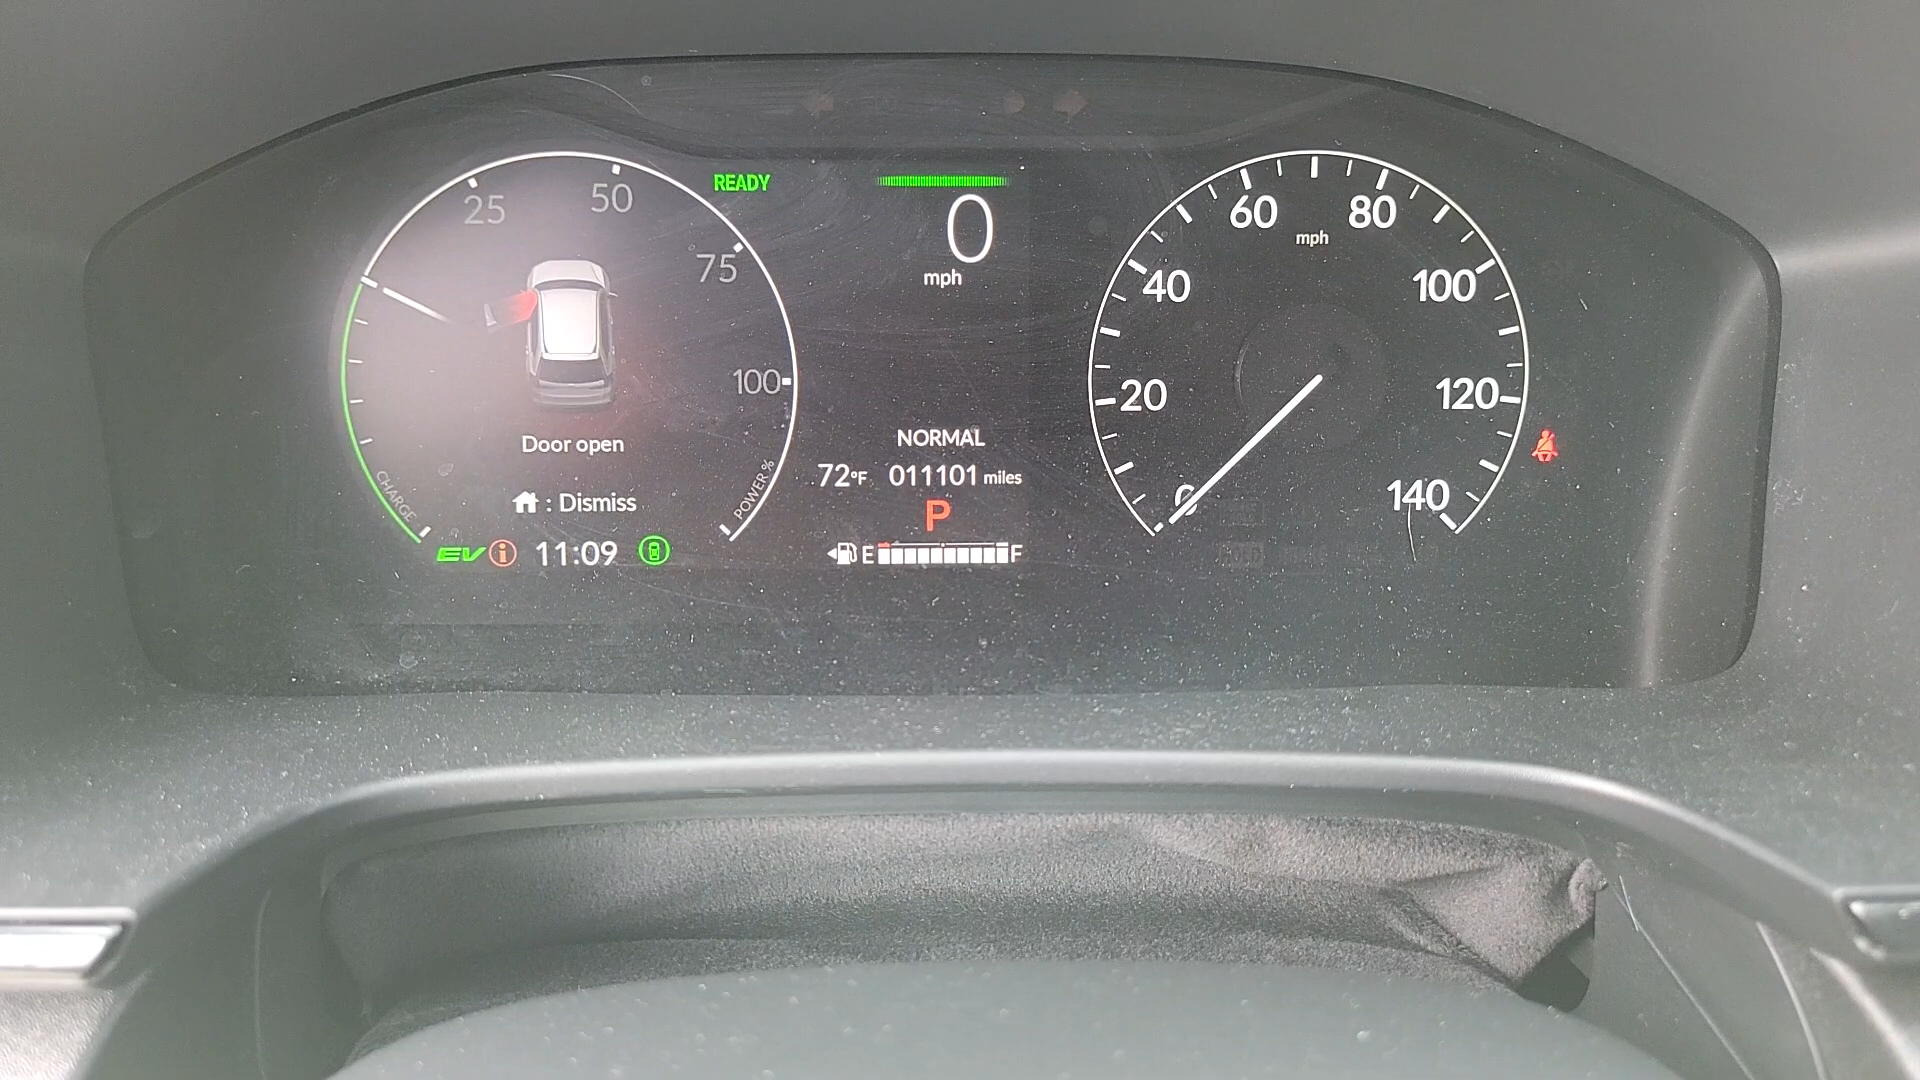 25
50
75
100
CHARGE
POWER %
Door open
: Dismiss
EV
i
11:09
READY
0
mph
NORMAL
72°F 011101 miles
P
E F
0
20
40
60
mph
80
100
120
140